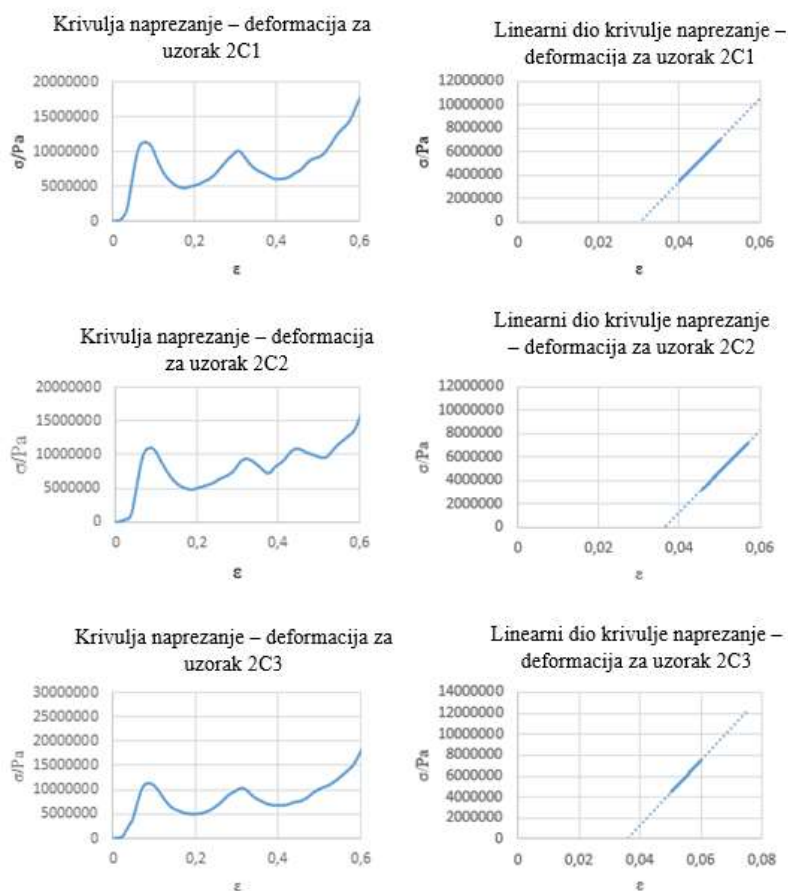 Krivulja naprezanje – deformacija za
uzorak 2C1
20000000
15000000
10000000
5000000
0
σ/Pa
0
0,2
0,4
0,6
ε
Linearni dio krivulje naprezanje –
deformacija za uzorak 2C1
12000000
10000000
8000000
6000000
4000000
2000000
0
σ/Pa
0
0,02
0,04
0,06
ε
Krivulja naprezanje – deformacija
za uzorak 2C2
20000000
15000000
10000000
5000000
0
σ/Pa
0
0,2
0,4
0,6
ε
Linearni dio krivulje naprezanje
– deformacija za uzorak 2C2
12000000
10000000
8000000
6000000
4000000
2000000
0
σ/Pa
0
0,02
0,04
0,06
ε
Krivulja naprezanje – deformacija za
uzorak 2C3
30000000
25000000
20000000
15000000
10000000
5000000
0
σ/Pa
0
0,2
0,4
0,6
ε
Linearni dio krivulje naprezanje –
deformacija za uzorak 2C3
14000000
12000000
10000000
8000000
6000000
4000000
2000000
0
σ/Pa
0
0,02
0,04
0,06
0,08
ε